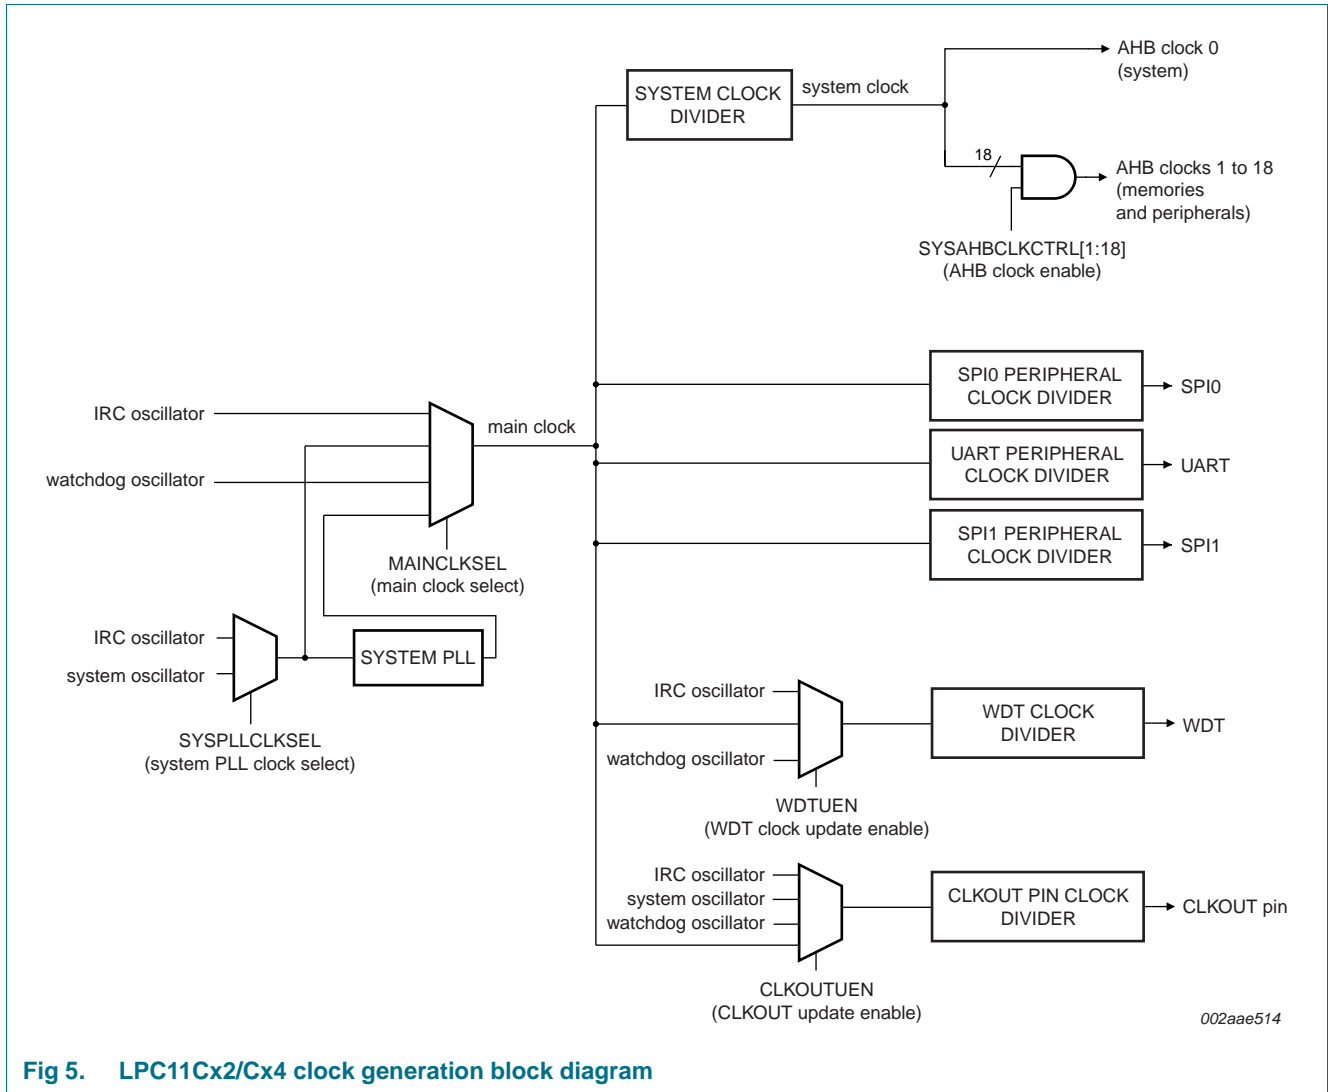 AHB clock 0
(system)
SYSTEM CLOCK
DIVIDER
system clock
18
AHB clocks 1 to 18
(memories
and peripherals)
SYSAHBCLKCTRL[1:18]
(AHB clock enable)
SPI0 PERIPHERAL
CLOCK DIVIDER
SPI0
IRC oscillator
main clock
watchdog oscillator
UART PERIPHERAL
CLOCK DIVIDER
UART
MAINCLKSEL
(main clock select)
SPI1 PERIPHERAL
CLOCK DIVIDER
SPI1
IRC oscillator
system oscillator
SYSTEM PLL
SYSPLLCLKSEL
(system PLL clock select)
IRC oscillator
watchdog oscillator
WDT CLOCK
DIVIDER
WDT
WDTUEN
(WDT clock update enable)
IRC oscillator
system oscillator
watchdog oscillator
CLKOUT PIN CLOCK
DIVIDER
CLKOUT pin
CLKOUTUEN
(CLKOUT update enable)
002aae514
Fig 5. LPC11Cx2/Cx4 clock generation block diagram